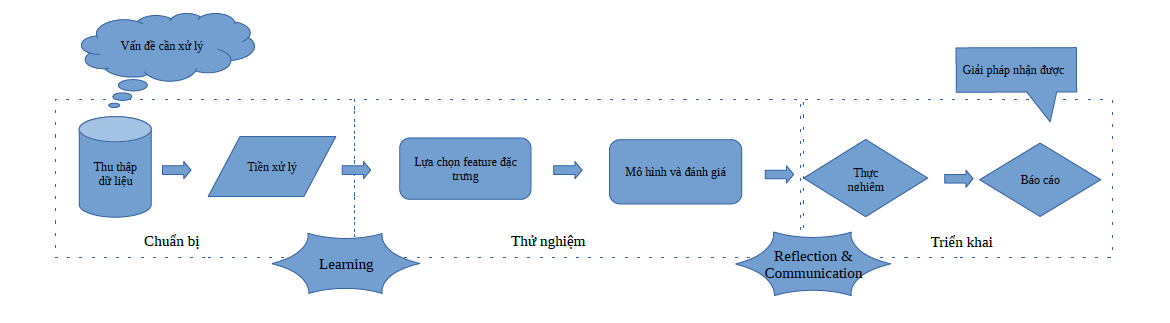 Vấn đề cần xử lý
Giải pháp nhận được
Thu thập
dữ liệu
Tiền xử lý
Lựa chọn feature đặc
trưng
Mô hình và đánh giá
Thực
nghiệm
Báo cáo
Chuẩn bị
Thử nghiệm
Triển khai
Learning
Reflection &
Communication